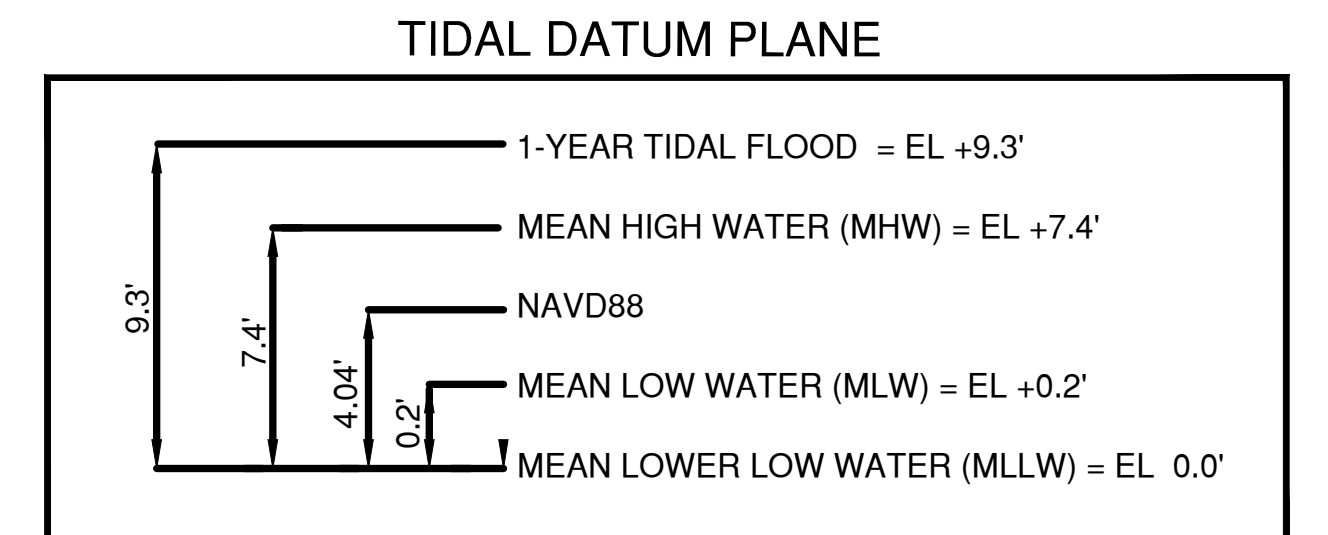 TIDAL DATUM PLANE
1-YEAR TIDAL FLOOD = EL +9.3'
MEAN HIGH WATER (MHW) = EL +7.4'
NAVD88
MEAN LOW WATER (MLW) = EL +0.2'
MEAN LOWER LOW WATER (MLLW) = EL 0.0'
9.3'
7.4'
4.04'
0.2'